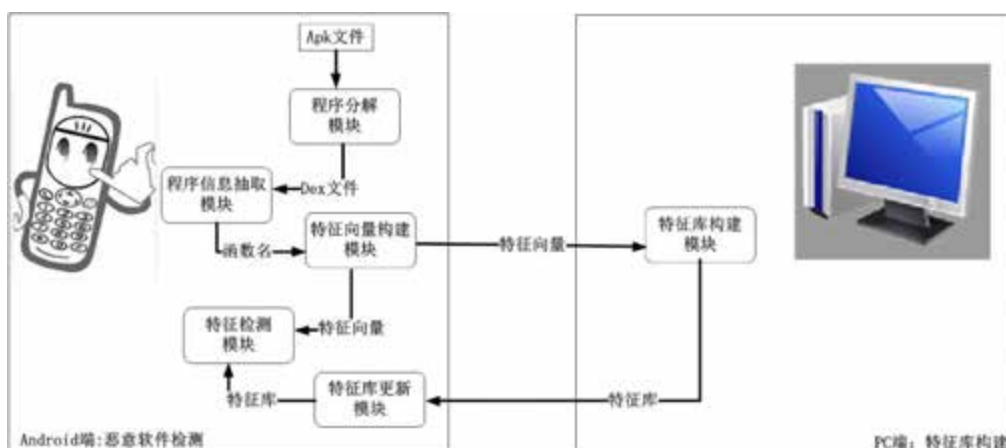 Apk文件
程序分解
模块
Dex文件
程序信息抽取
模块
函数名
特征向量构建
模块
特征向量
特征库构建
模块
特征向量
特征检测
模块
特征库
特征库更新
模块
特征库
Android端:恶意软件检测
PC端：特征库构建